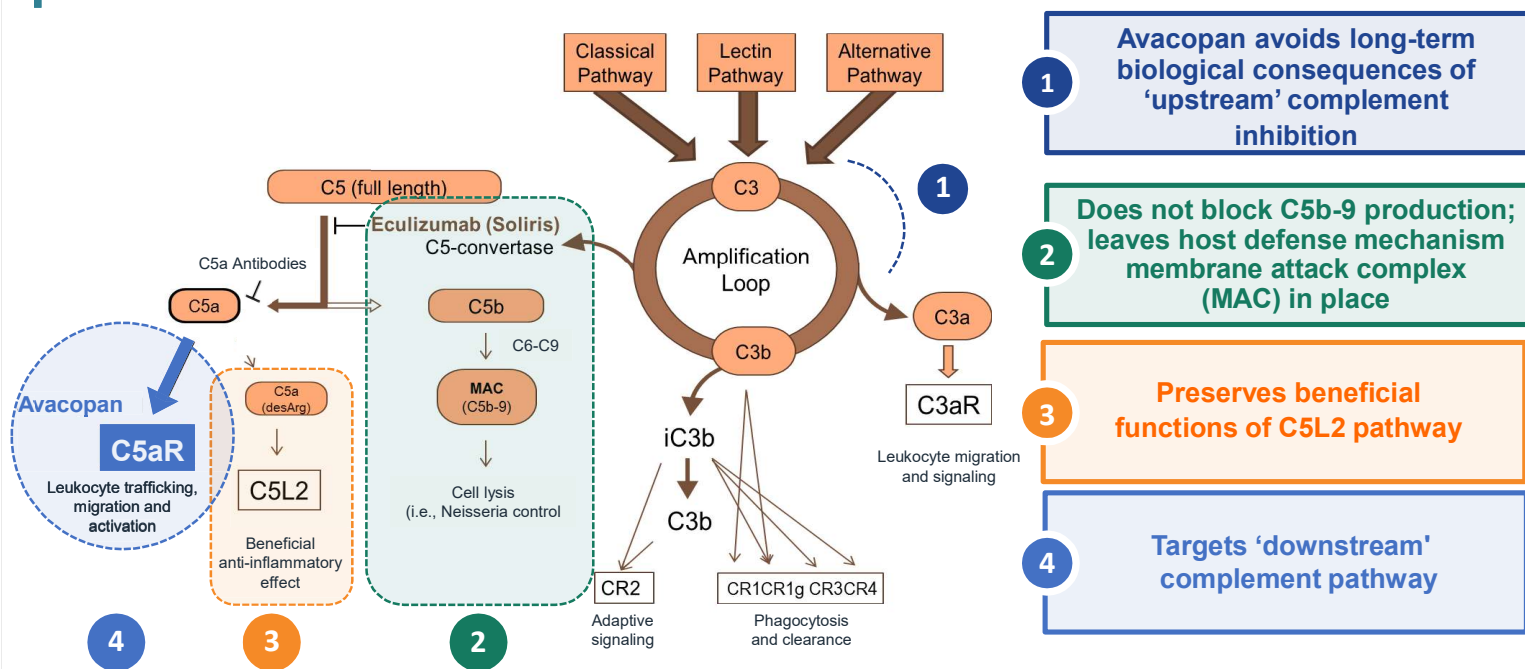 Classical
Pathway
Lectin
Pathway
Alternative
Pathway
C3
1
C5 (full length)
Eculizumab (Soliris)
C5-convertase
Amplification
Loop
C5a Antibodies
C5a
C5b
C6-C9
C3a
C3b
MAC
(C5b-9)
C5a
(desArg)
Avacopan
C5aR
Leukocyte trafficking,
migration and
activation
C5L2
Beneficial
anti-inflammatory
effect
Cell lysis
(i.e., Neisseria control
C3aR
Leukocyte migration
and signaling
iC3b
C3b
CR2
Adaptive
signaling
CR1CR1g CR3CR4
Phagocytosis
and clearance
4
3
2
1
Avacopan avoids long-term
biological consequences of
‘upstream’ complement
inhibition
2
Does not block C5b-9 production;
leaves host defense mechanism
membrane attack complex
(MAC) in place
3
Preserves beneficial
functions of C5L2 pathway
4
Targets ‘downstream'
complement pathway